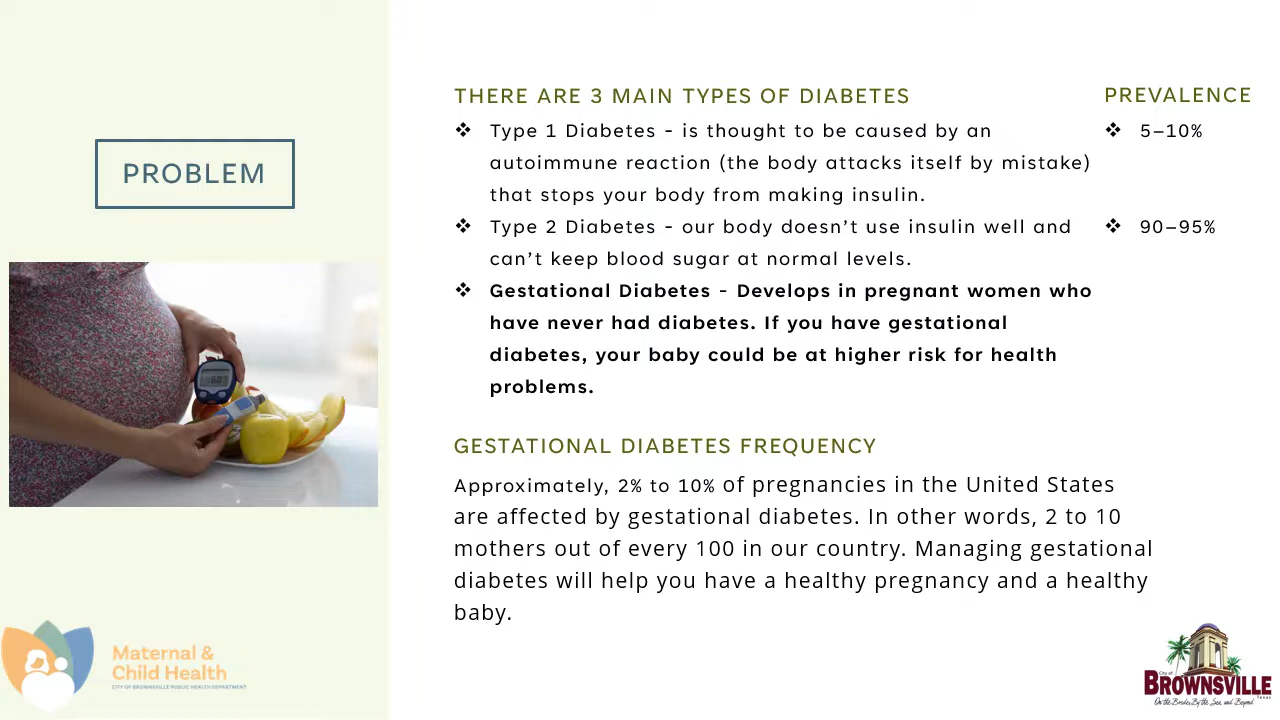 PROBLEM
THERE ARE 3 MAIN TYPES OF DIABETES
❖ Type 1 Diabetes - is thought to be caused by an
autoimmune reaction (the body attacks itself by mistake)
that stops your body from making insulin.
❖ Type 2 Diabetes - our body doesn’t use insulin well and
can’t keep blood sugar at normal levels.
❖ Gestational Diabetes - Develops in pregnant women who
have never had diabetes. If you have gestational
diabetes, your baby could be at higher risk for health
problems.
PREVALENCE
❖ 5–10%
❖ 90–95%
GESTATIONAL DIABETES FREQUENCY
Approximately, 2% to 10% of pregnancies in the United States
are affected by gestational diabetes. In other words, 2 to 10
mothers out of every 100 in our country. Managing gestational
diabetes will help you have a healthy pregnancy and a healthy
baby.
Maternal &
Child Health
CITY OF BROWNSVILLE PUBLIC HEALTH DEPARTMENT
City of
BROWNSVILLE
Texas
On the Border, By the Sea, and Beyond